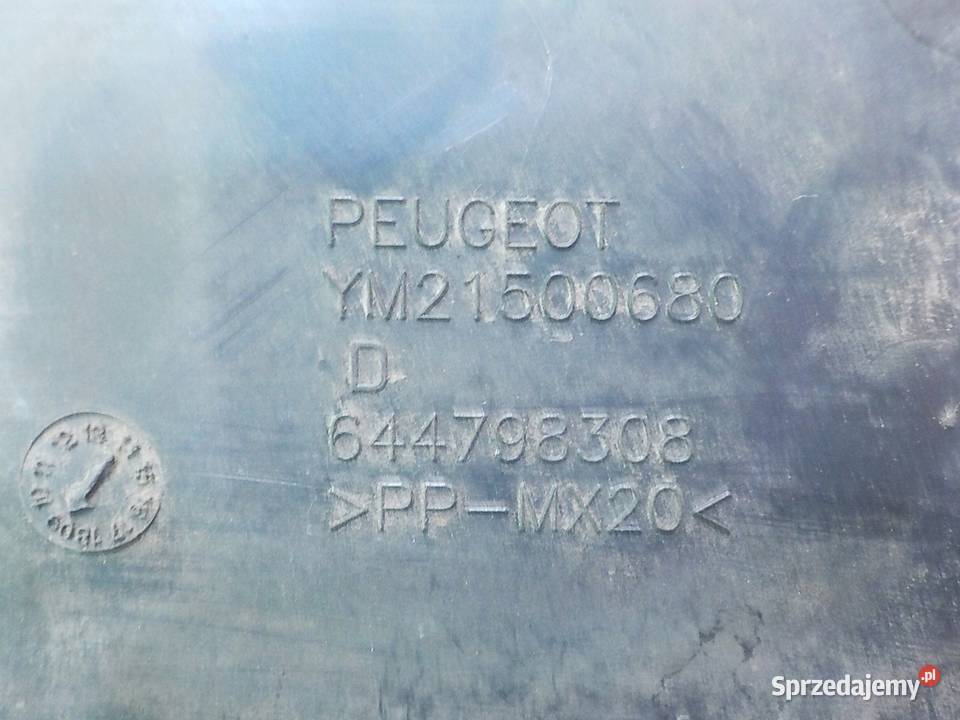 PEUGEOT
YM21500680
D
644798308
>PP-MX20<
Sprzedajemy.pl